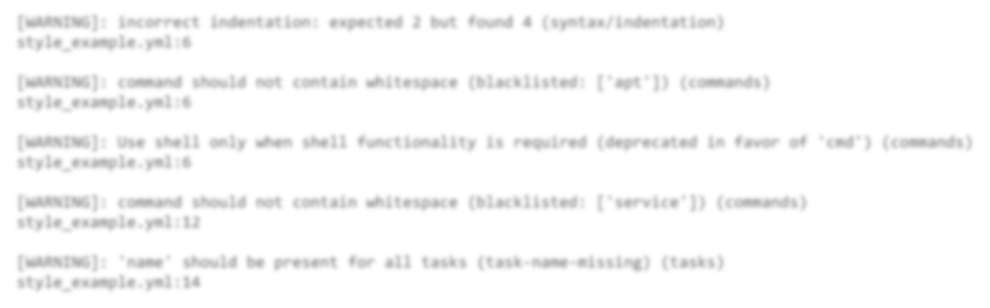 [WARNING]: incorrect indentation: expected 2 but found 4 (syntax/indentation)
style_example.yml:6
[WARNING]: command should not contain whitespace (blacklisted: ['apt']) (commands)
style_example.yml:6
[WARNING]: Use shell only when shell functionality is required (deprecated in favor of 'cmd') (commands)
style_example.yml:6
[WARNING]: command should not contain whitespace (blacklisted: ['service']) (commands)
style_example.yml:12
[WARNING]: 'name' should be present for all tasks (task-name-missing) (tasks)
style_example.yml:14